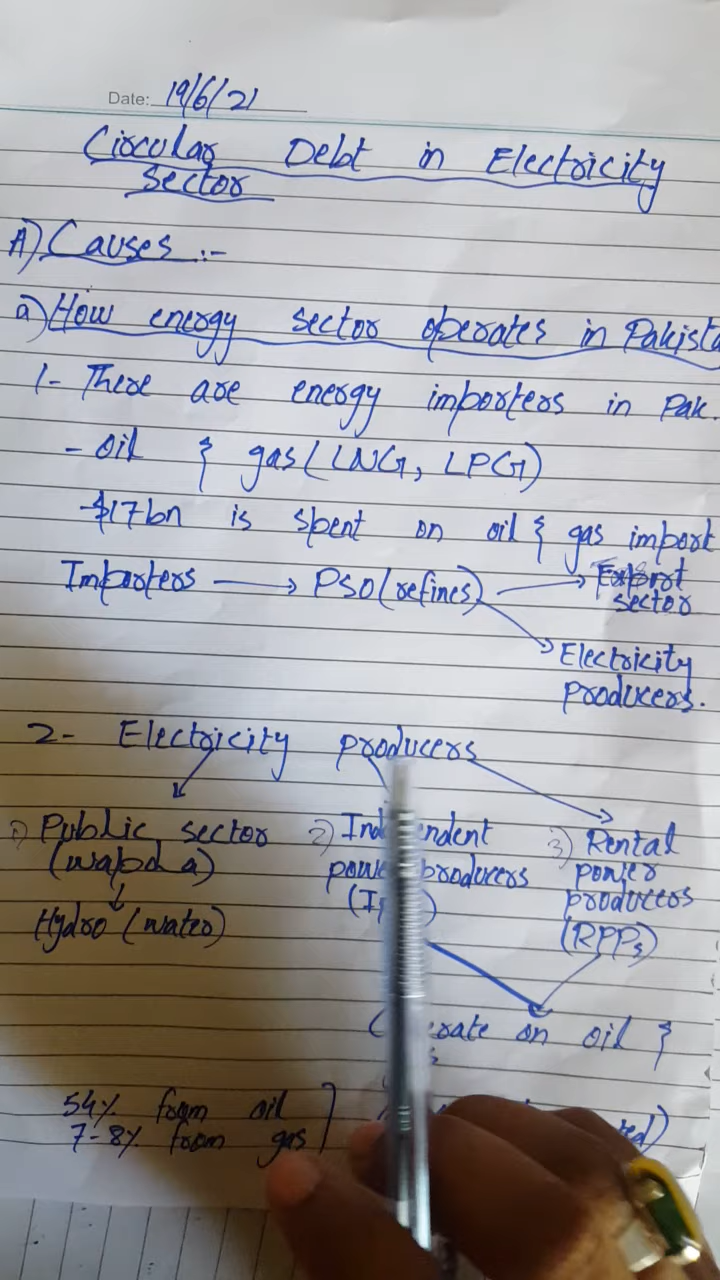 Date: 19/6/21
Circular Debt in Electricity
Sector
A) Causes :-
a) How energy sector operates in Pakista
1- There are energy importers in Pak.
- Oil & gas (LNG, LPG)
-$17bn is spent on oil & gas import
Importers → PSO (refines) → Export sector
→ Electricity
producers.
2- Electricity producers
1) Public sector
(wapda)
Hydro (water)
2) Independent
power producers
3) Rental
power
producers
(RPPs)
on oil &
54% from oil
7-8% from gas